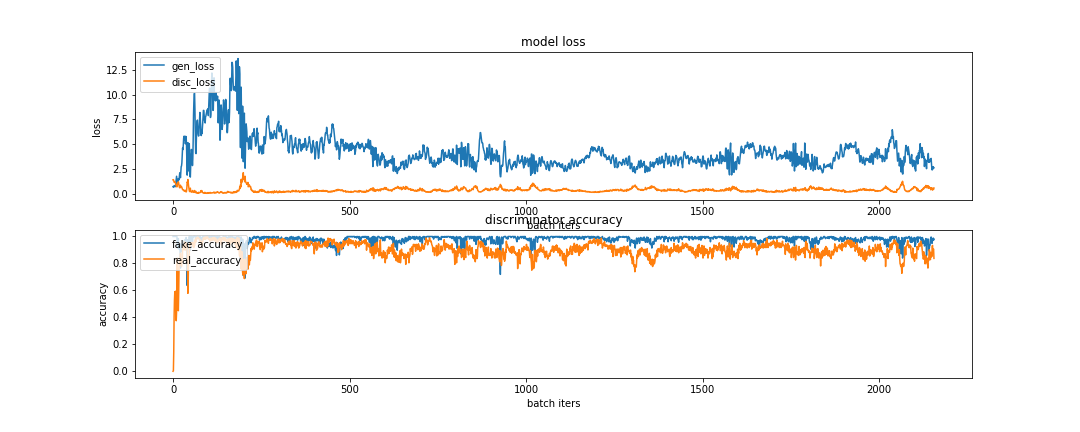 model loss
12.5
10.0
7.5
5.0
2.5
0.0
loss
gen_loss
disc_loss
0
500
1000
1500
2000
batch iters
discriminator accuracy
1.0
0.8
0.6
0.4
0.2
0.0
accuracy
fake_accuracy
real_accuracy
0
500
1000
1500
2000
batch iters